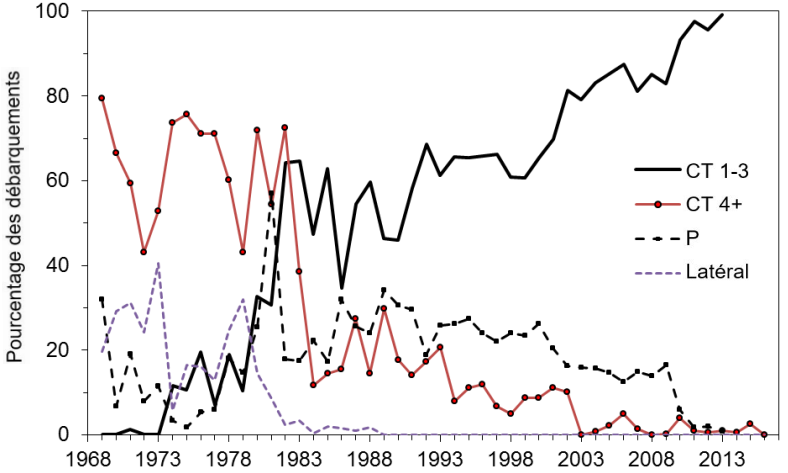 Pourcentage des débarquements
100
80
60
40
20
0
1968 1973 1978 1983 1988 1993 1998 2003 2008 2013
CT 1-3
CT 4+
P
Latéral